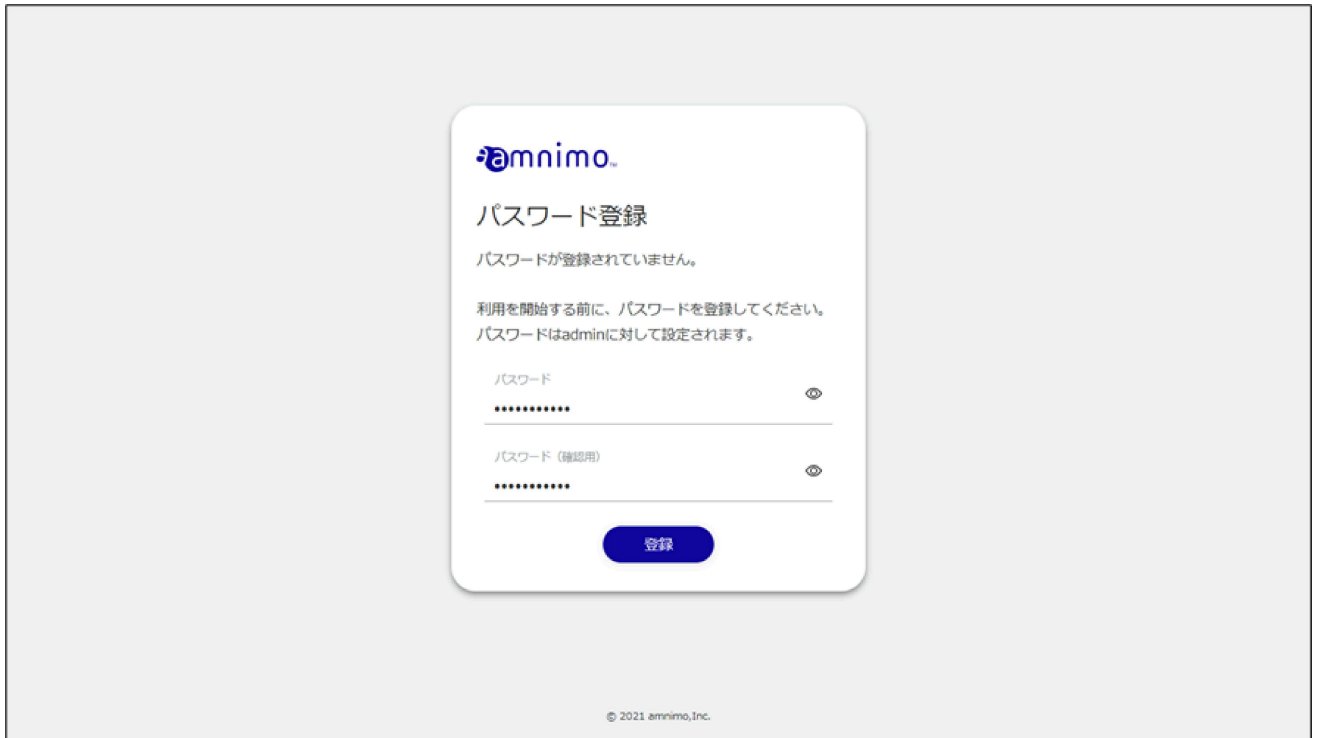 amnimo™
パスワード登録
パスワードが登録されていません。
利用を開始する前に、パスワードを登録してください。
パスワードはadminに対して設定されます。
パスワード
•••••••••••
パスワード（確認用）
•••••••••••
登録
© 2021 amnimo,Inc.